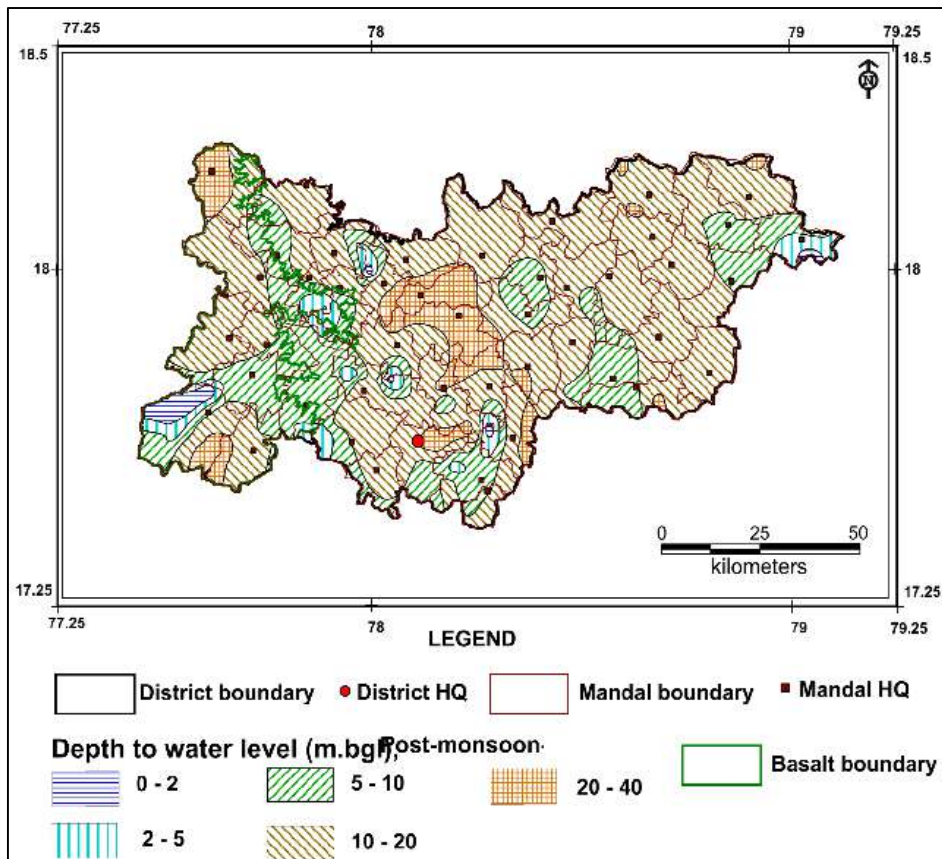 77.25 78 79 79.25
18.5 18.5
N
18 18
0 25 50
kilometers
17.25 17.25
77.25 78 79 79.25
LEGEND
District boundary District HQ Mandal boundary Mandal HQ
Depth to water level (m.bgl), Post-monsoon-
Basalt boundary
0 - 2 5 - 10 20 - 40
2 - 5 10 - 20